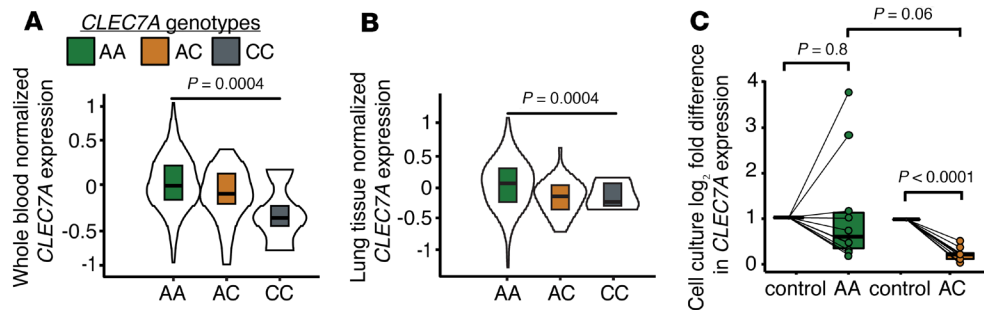 A
CLEC7A genotypes
AA
AC
CC
Whole blood normalized
CLEC7A expression
1
0.5
0
-0.5
-1
P = 0.0004
AA
AC
CC
B
Lung tissue normalized
CLEC7A expression
1
0.5
0
-0.5
-1
P = 0.0004
AA
AC
CC
C
Cell culture log2 fold difference
in CLEC7A expression
4
3
2
1
0
P = 0.06
P = 0.8
P < 0.0001
control
AA
control
AC